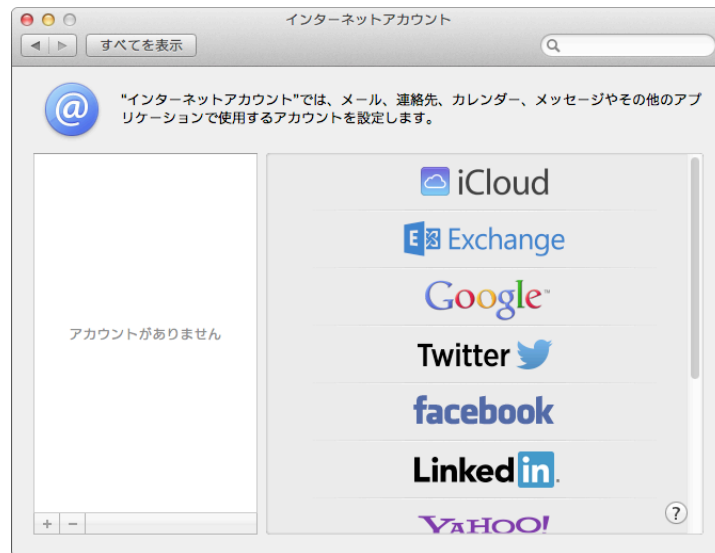 インターネットアカウント
すべてを表示
“インターネットアカウント”では、メール、連絡先、カレンダー、メッセージやその他のアプ
リケーションで使用するアカウントを設定します。
アカウントがありません
iCloud
E Exchange
Google™
Twitter
facebook
Linked in.
YAHOO!
+ −
?